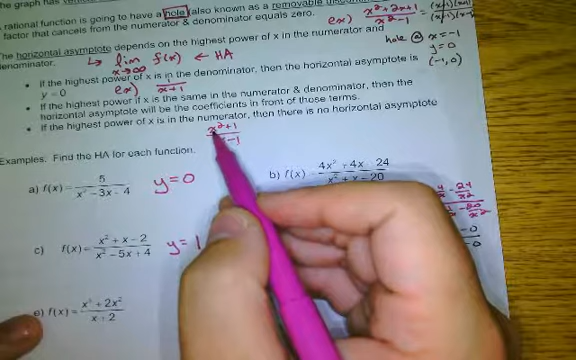 the graph has
rational function is going to have a hole (also known as a removable
factor that cancels from the numerator & denominator equals zero.
ex) x²+2x+1 / x²-1 = (x+1)(x+1)
hole @ x=-1
y=0
(-1,0)
The horizontal asymptote depends on the highest power of x in the numerator and
denominator.
↳ lim x→∞ f(x) ← HA
• If the highest power of x is in the denominator, then the horizontal asymptote is
y = 0
ex) 1 / x+1
• If the highest power if x is the same in the numerator & denominator, then the
horizontal asymptote will be the coefficients in front of those terms.
• If the highest power of x is in the numerator, then there is no horizontal asymptote
x²+1 / -1
Examples. Find the HA for each function.
a) f(x) = 5 / x² - 3x - 4 y=0
b) f(x) 4x² + 4x - 24 / x² + x - 20
c) f(x) = x² + x - 2 / x² - 5x + 4 y=1
e) f(x) = + 2x² / x + 2